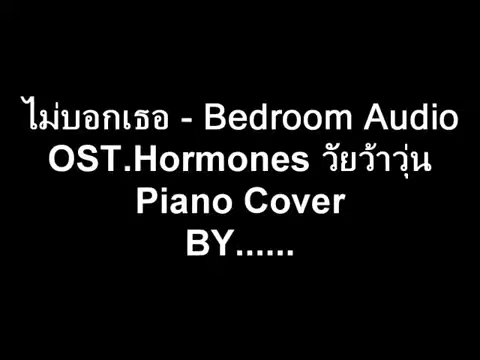 ไม่บอกเธอ - Bedroom Audio
OST.Hormones วัยว้าวุ่น
Piano Cover
BY......